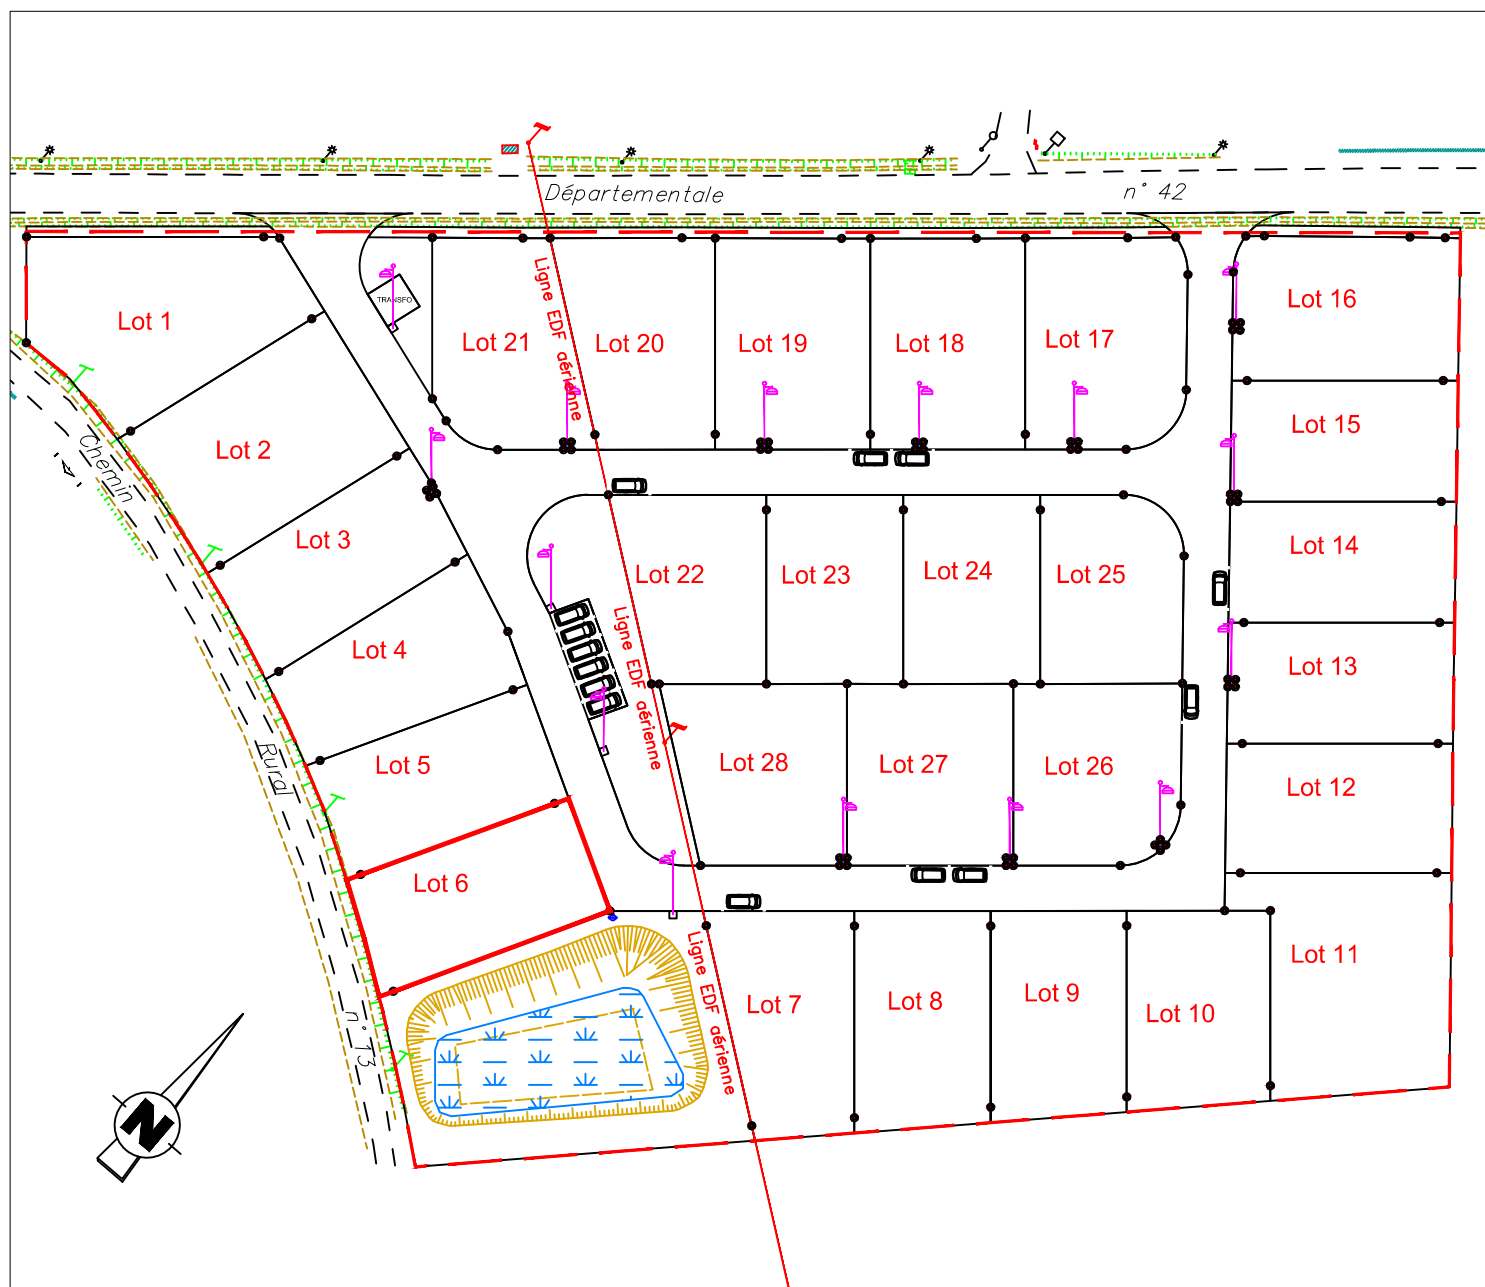 Départementale
n° 42
Ligne EDF aérienne
TRANSFO
Lot 1
Lot 21
Lot 20
Lot 19
Lot 18
Lot 17
Lot 16
Lot 2
Lot 15
Chemin
Lot 3
Lot 22
Lot 23
Lot 24
Lot 25
Lot 14
Lot 4
Ligne EDF aérienne
Lot 13
Rural
Lot 5
Lot 28
Lot 27
Lot 26
Lot 12
Lot 6
Ligne EDF aérienne
Lot 7
Lot 8
Lot 9
Lot 10
Lot 11
n° 13
N